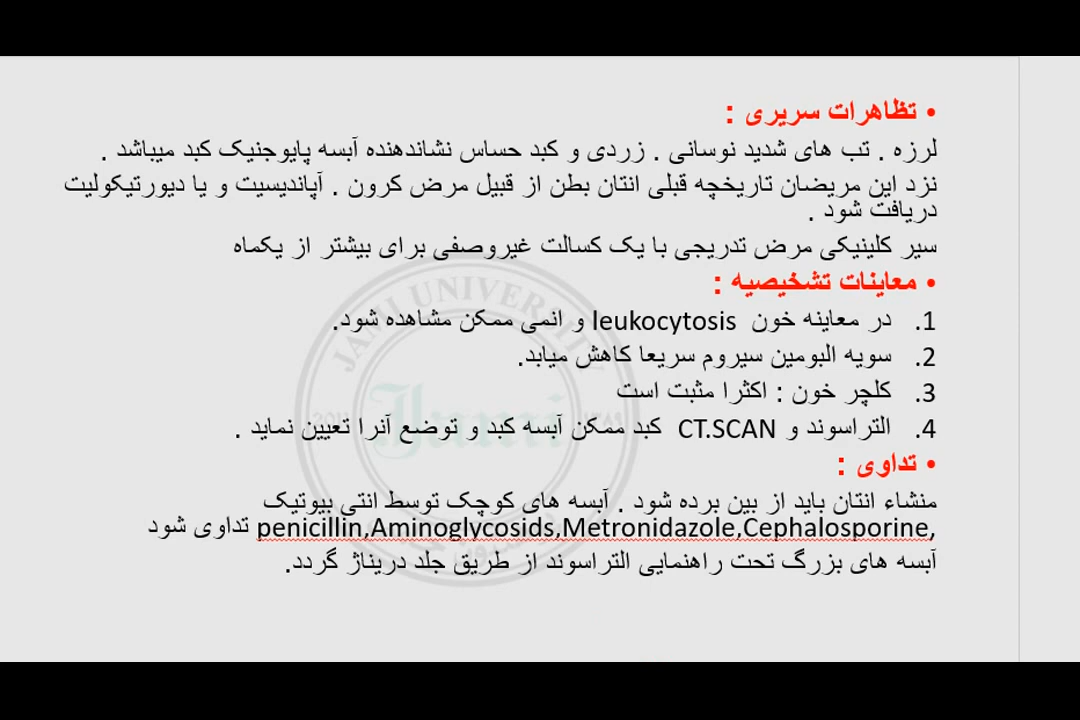 • تظاهرات سریری :
لرزه . تب های شدید نوسانی . زردی و کبد حساس نشاندهنده آبسه پایوجنیک کبد میباشد .
نزد این مریضان تاریخچه قبلی انتان بطن از قبیل مرض کرون . آپاندیسیت و یا دیورتیکولیت
دریافت شود .
سیر کلینیکی مرض تدریجی با یک کسالت غیروصفی برای بیشتر از یکماه
• معاینات تشخیصیه :
1. در معاینه خون leukocytosis و انمی ممکن مشاهده شود.
2. سویه البومین سیروم سریعا کاهش میابد.
3. کلچر خون : اکثرا مثبت است
4. التراسوند و CT.SCAN کبد ممکن آبسه کبد و توضع آنرا تعیین نماید .
• تداوی :
منشاء انتان باید از بین برده شود . آبسه های کوچک توسط انتی بیوتیک
penicillin,Aminoglycosids,Metronidazole,Cephalosporine, تداوی شود
آبسه های بزرگ تحت راهنمایی التراسوند از طریق جلد دریناژ گردد.
JAMI UNIVERSITY
2011
Jami
۱۳۸۹